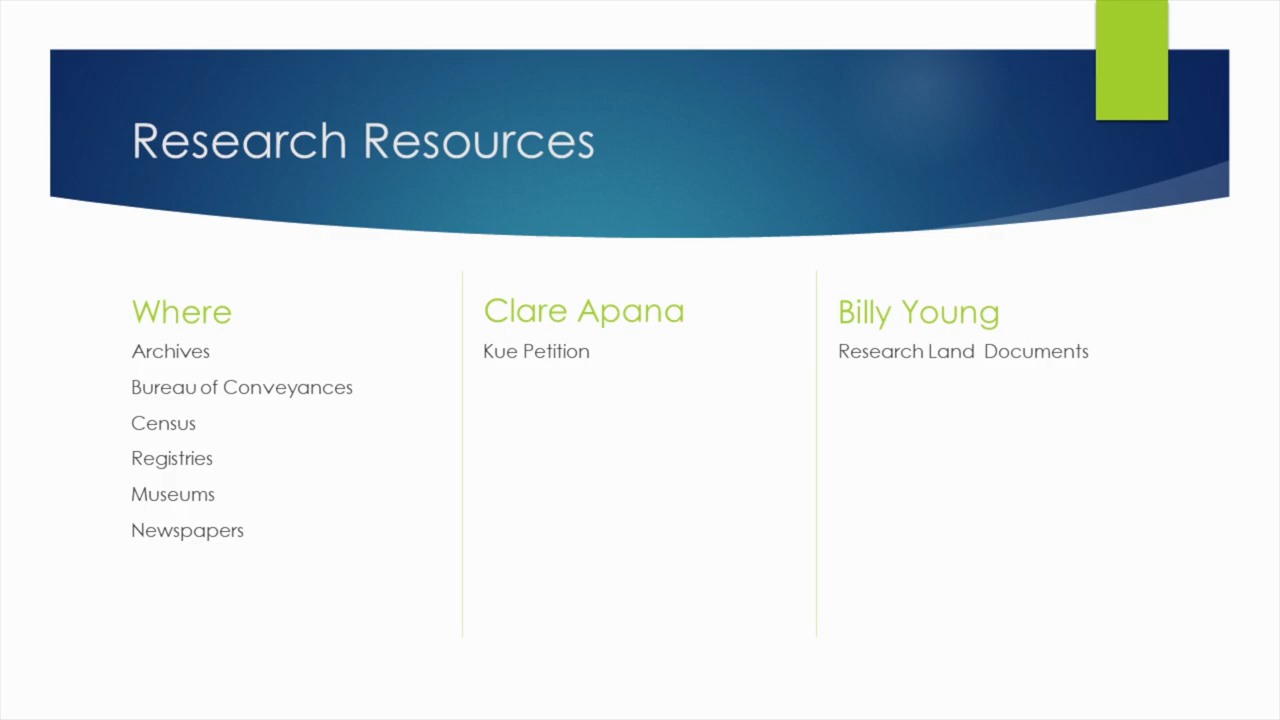 Research Resources
Where
Archives
Bureau of Conveyances
Census
Registries
Museums
Newspapers
Clare Apana
Kue Petition
Billy Young
Research Land Documents